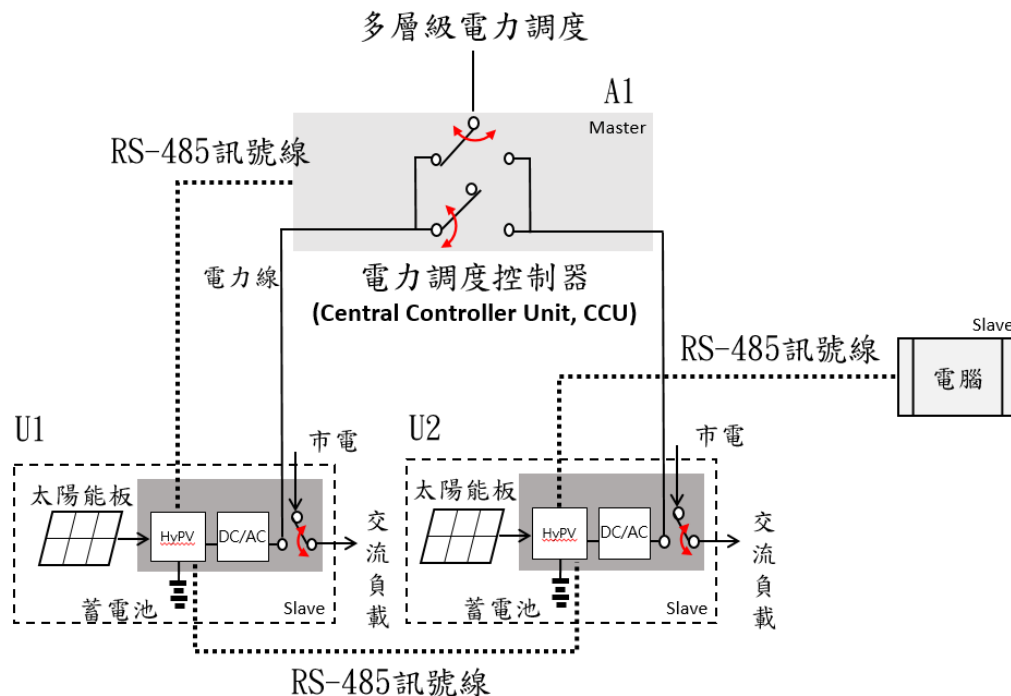 多層級電力調度
A1
Master
RS-485訊號線
電力線
電力調度控制器
(Central Controller Unit, CCU)
RS-485訊號線
Slave
電腦
U1
市電
太陽能板
HvPV
DC/AC
蓄電池
Slave
交流負載
U2
市電
太陽能板
HvPV
DC/AC
蓄電池
Slave
交流負載
RS-485訊號線